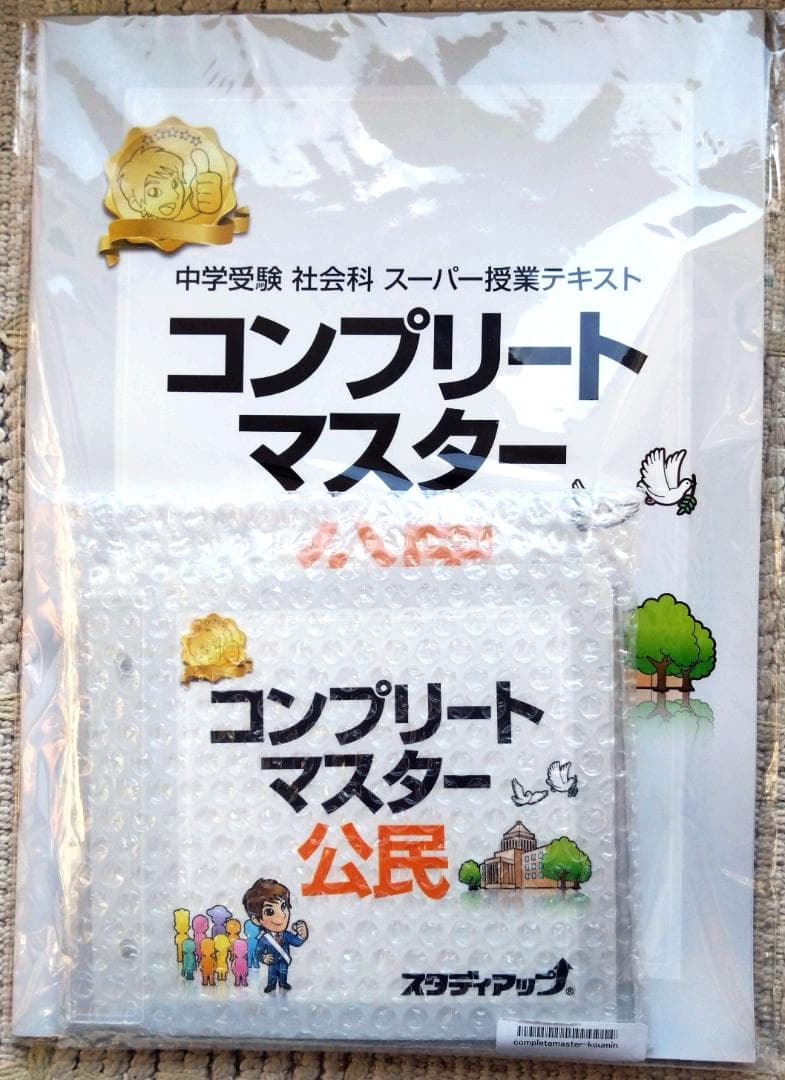 中学受験 社会科 スーパー授業テキスト
コンプリート
マスター
公民
コンプリート
マスター
公民
スタディアップ®
completemaster-koumin